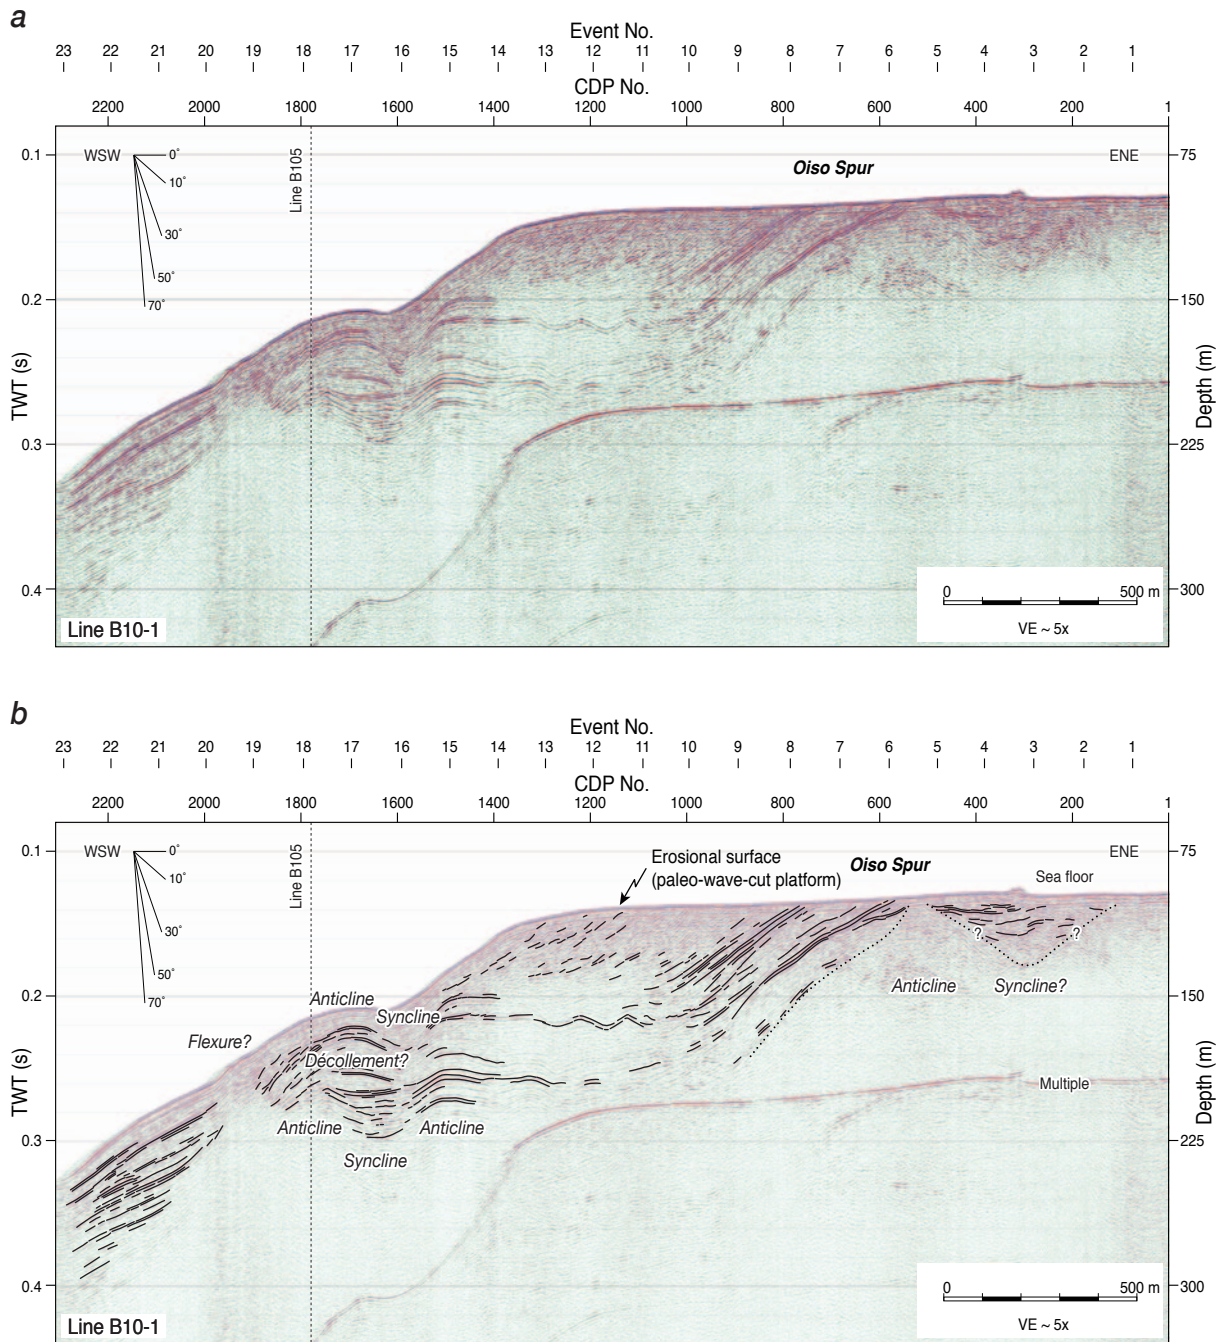 a
Event No.
23 22 21 20 19 18 17 16 15 14 13 12 11 10 9 8 7 6 5 4 3 2 1
CDP No.
2200 2000 1800 1600 1400 1200 1000 800 600 400 200 1
0.1 WSW 0° Line B105 Oiso Spur ENE 75
10°
30°
50°
70°
0.2 150
TWT (s) Depth (m)
0.3 225
0.4 300
0 500 m
VE ~ 5x
Line B10-1
b
Event No.
23 22 21 20 19 18 17 16 15 14 13 12 11 10 9 8 7 6 5 4 3 2 1
CDP No.
2200 2000 1800 1600 1400 1200 1000 800 600 400 200 1
0.1 WSW 0° Line B105 Erosional surface Oiso Spur ENE 75
10° (paleo-wave-cut platform) Sea floor
30° ? ?
50°
70°
0.2 Anticline Anticline Syncline? 150
Syncline
Flexure?
Décollement?
TWT (s) Depth (m)
Multiple
Anticline Anticline
0.3 225
Syncline
0.4 300
0 500 m
VE ~ 5x
Line B10-1